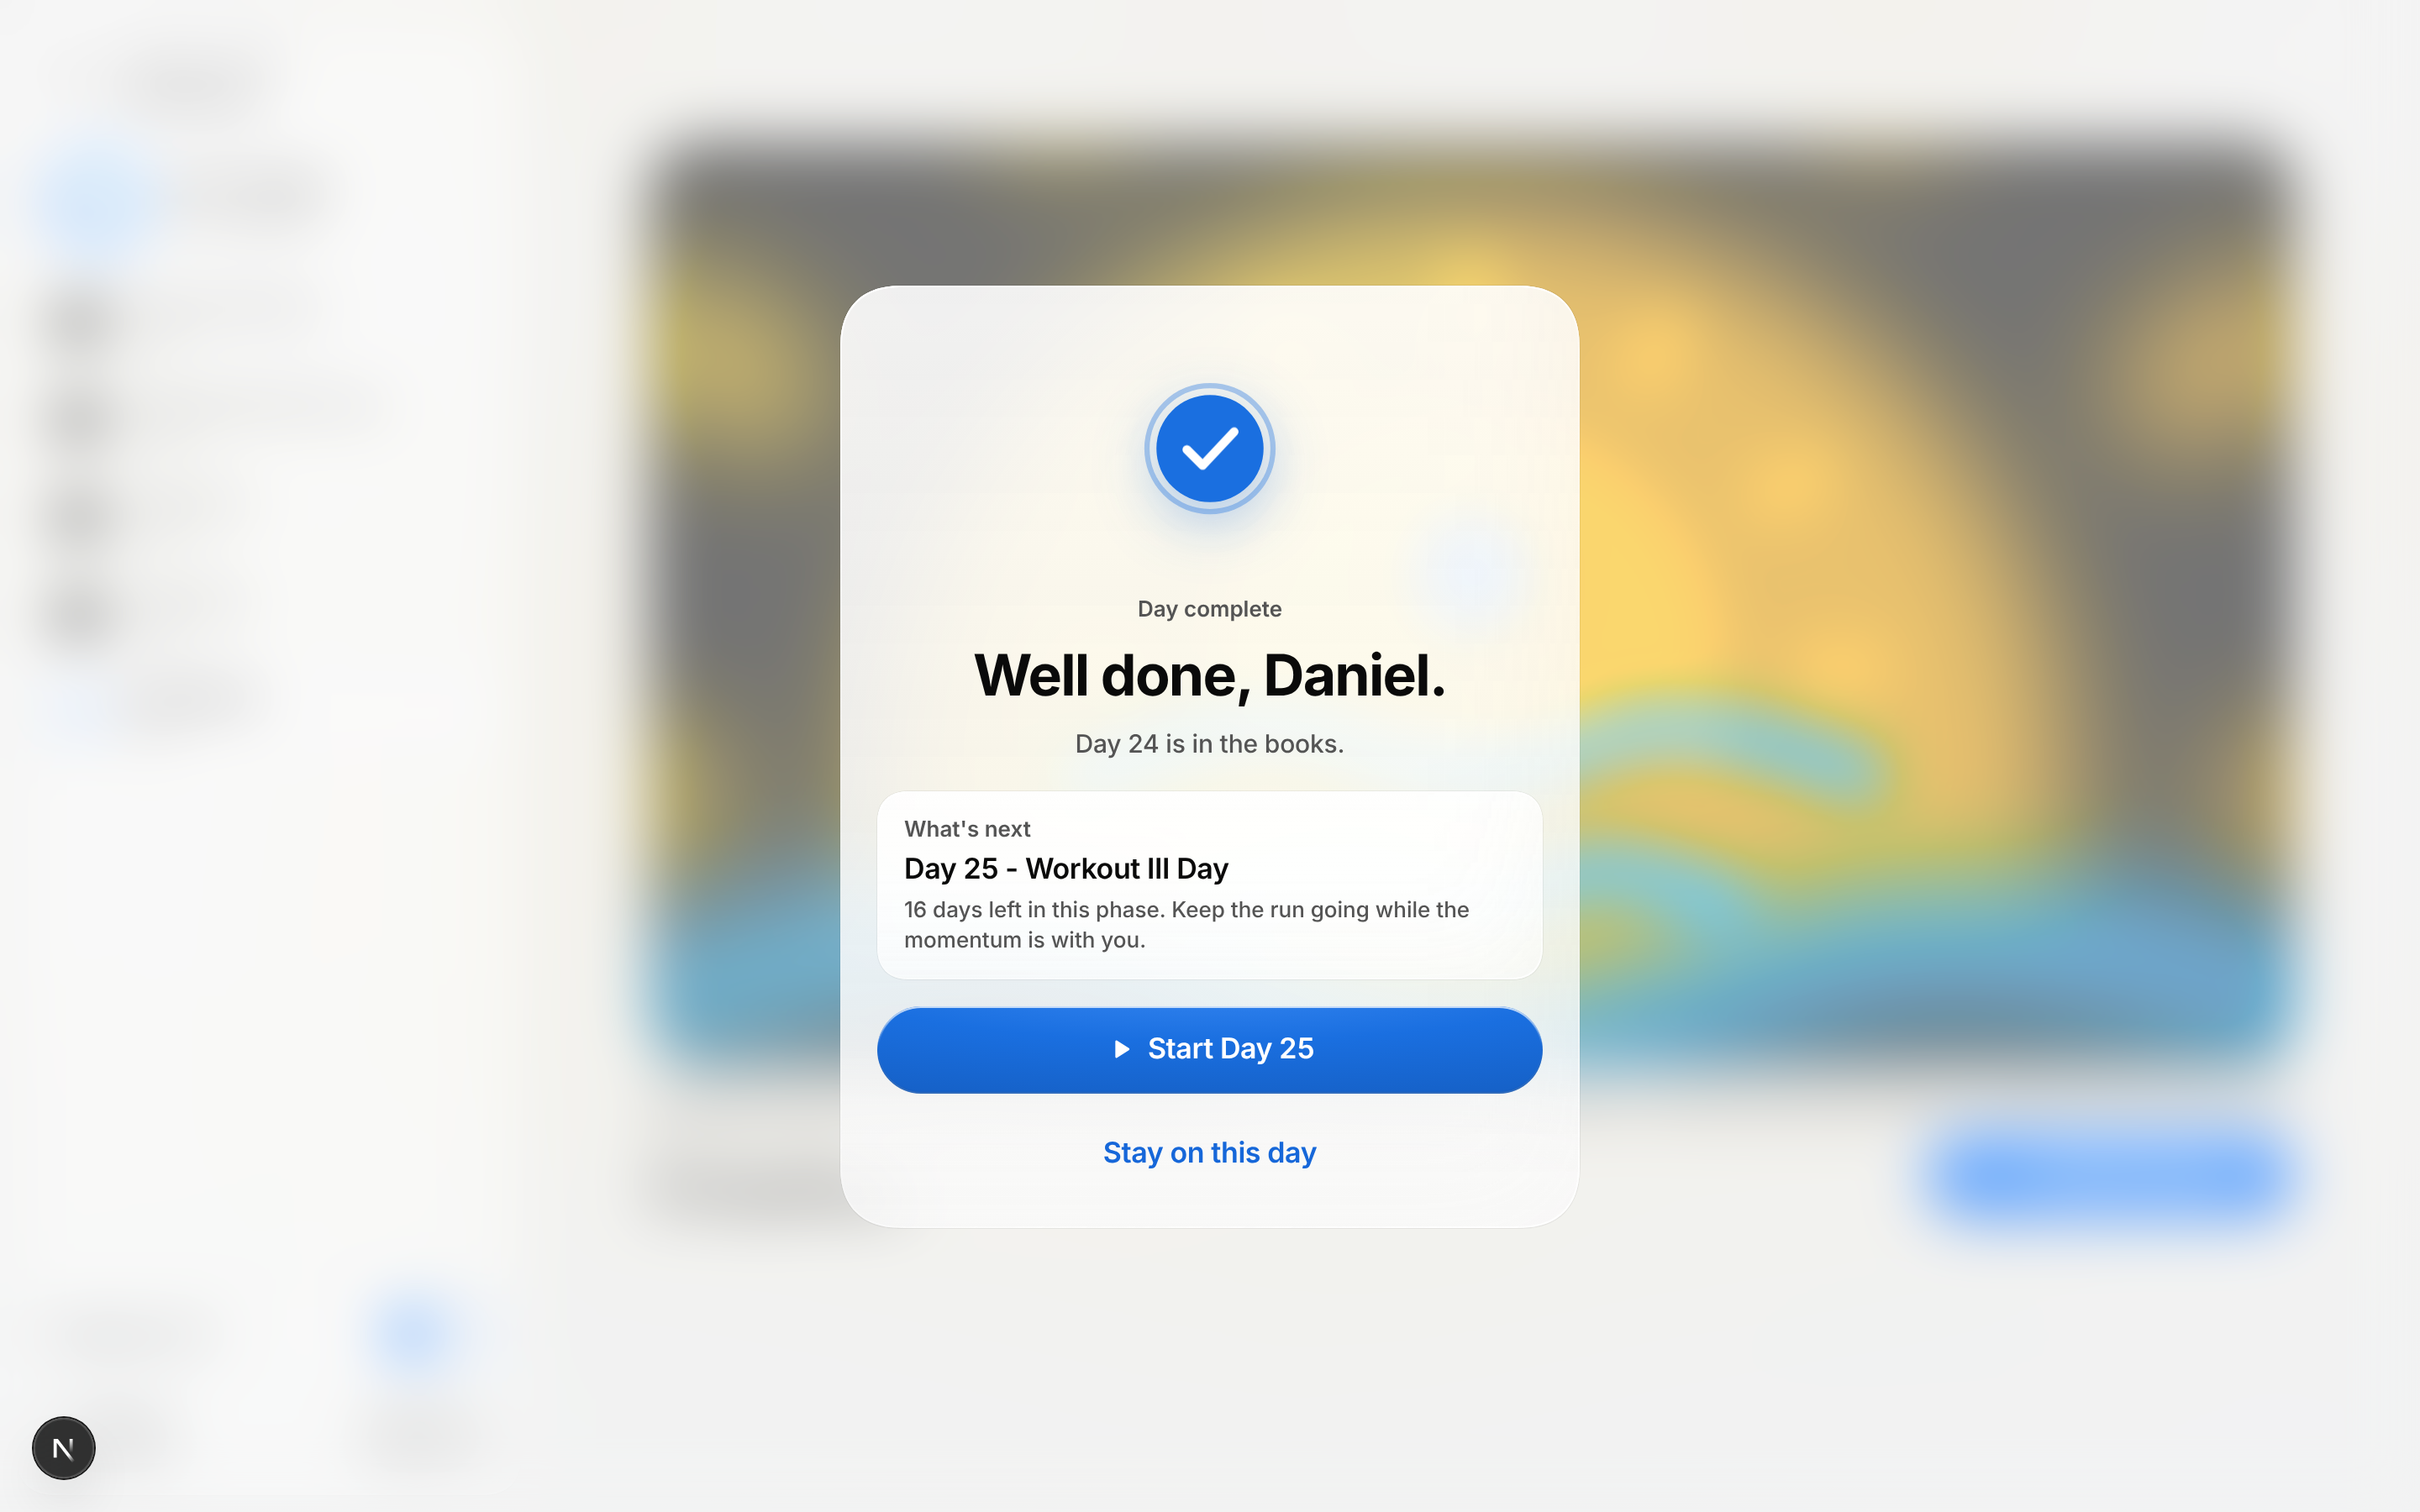 Day complete
Well done, Daniel.
Day 24 is in the books.
What's next
Day 25 - Workout III Day
16 days left in this phase. Keep the run going while the
momentum is with you.
Start Day 25
Stay on this day
N